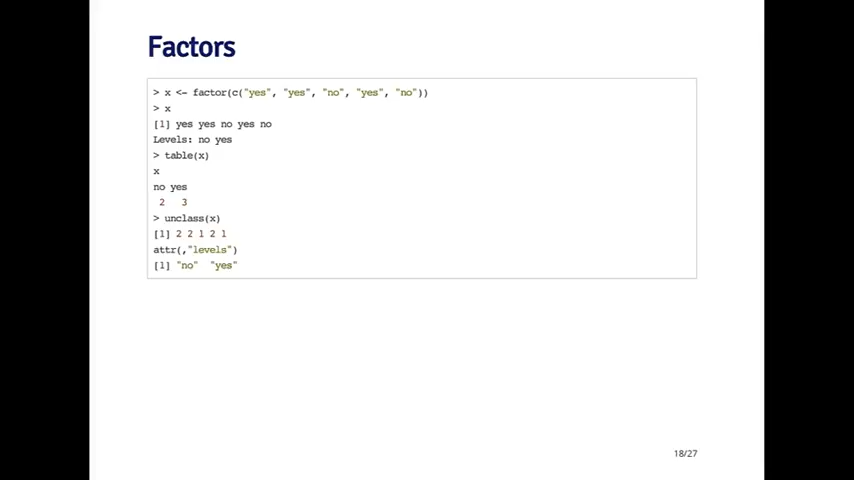 Factors
> x <- factor(c("yes", "yes", "no", "yes", "no"))
> x
[1] yes yes no yes no
Levels: no yes
> table(x)
x
no yes
2 3
> unclass(x)
[1] 2 2 1 2 1
attr(,"levels")
[1] "no" "yes"
18/27